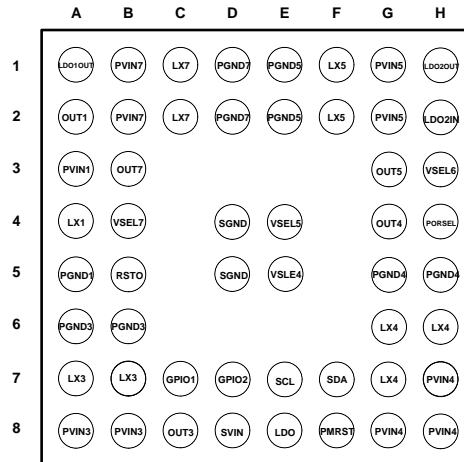 A B C D E F G H
1 LDO1OUT PVIN7 LX7 PGND7 PGND5 LX5 PVIN5 LDO2OUT
2 OUT1 PVIN7 LX7 PGND7 PGND5 LX5 PVIN5 LDO2IN
3 PVIN1 OUT7 OUT5 VSEL6
4 LX1 VSEL7 SGND VSEL5 OUT4 PORSEL
5 PGND1 RSTO SGND VSLE4 PGND4 PGND4
6 PGND3 PGND3 LX4 LX4
7 LX3 LX3 GPIO1 GPIO2 SCL SDA LX4 PVIN4
8 PVIN3 PVIN3 OUT3 SVIN LDO PMRST PVIN4 PVIN4